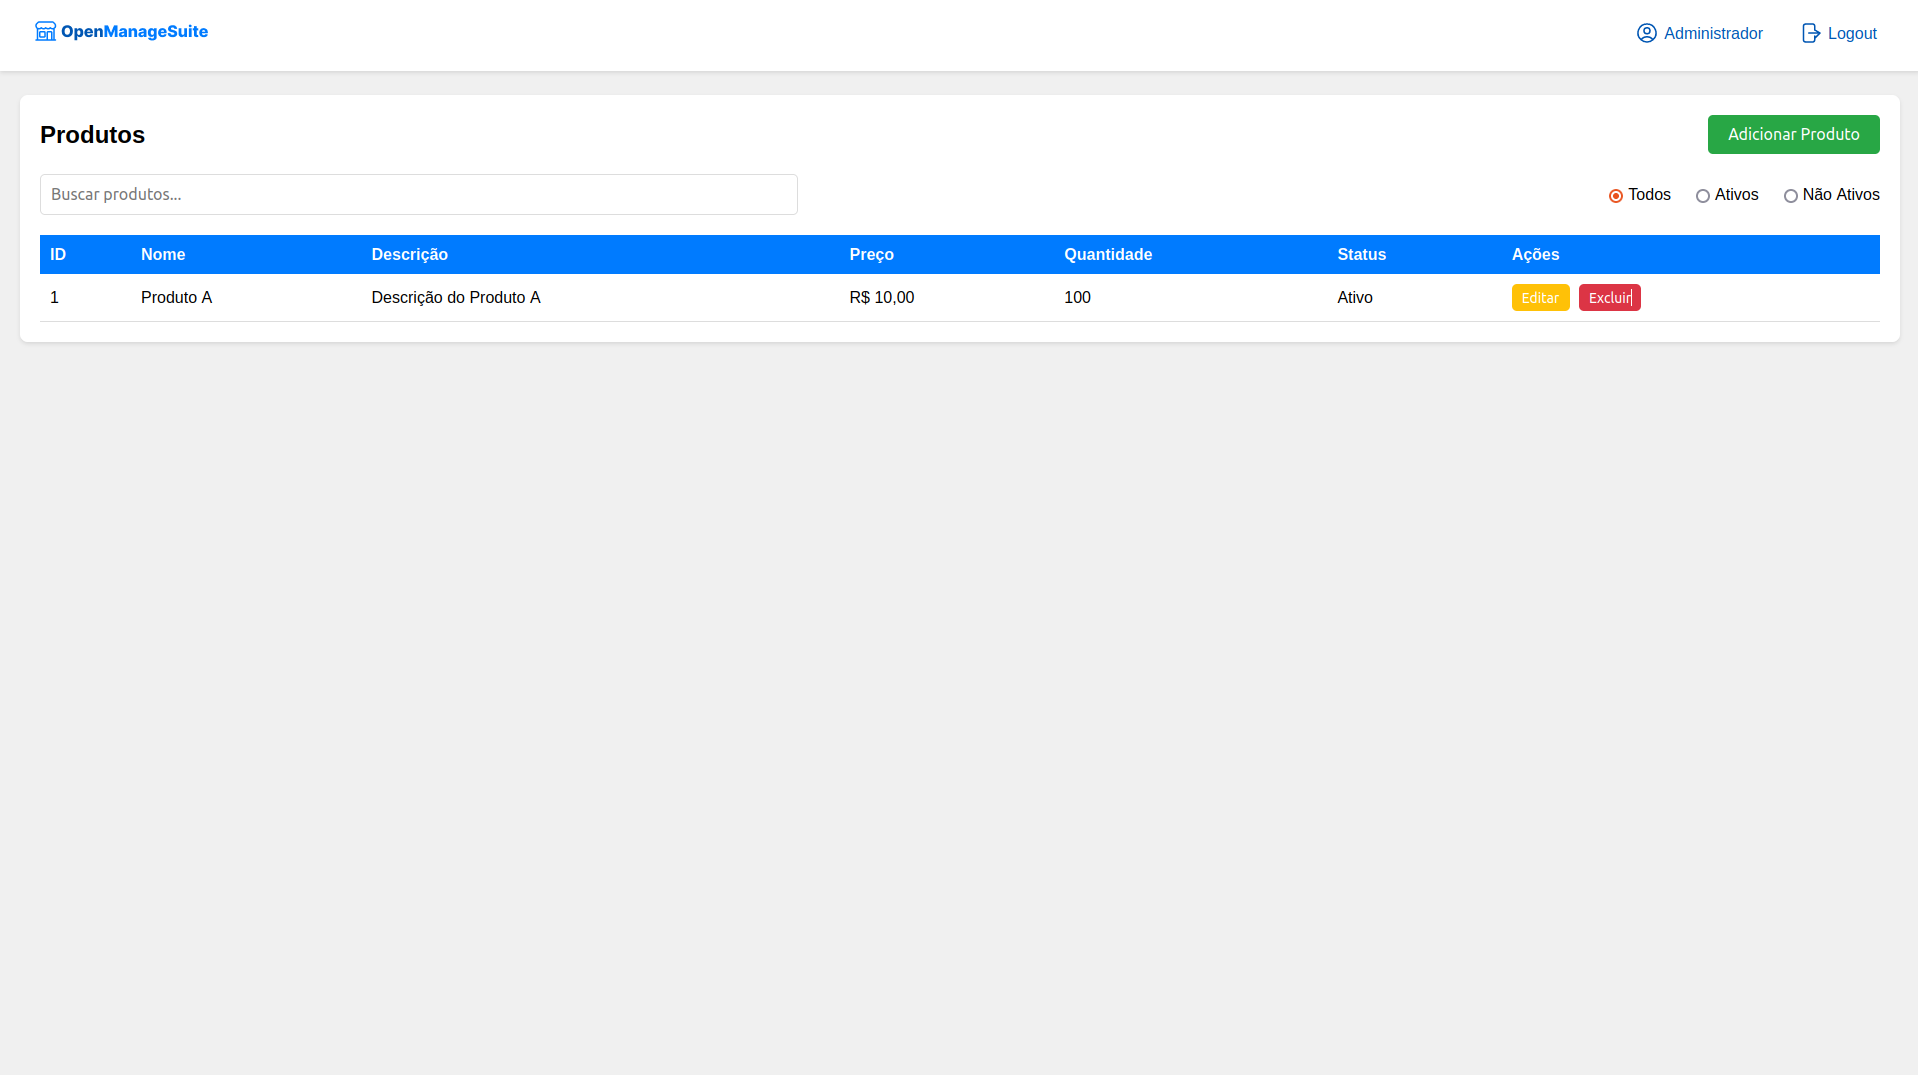 OpenManageSuite Administrador Logout
Produtos Adicionar Produto
Buscar produtos... Todos Ativos Não Ativos
ID Nome Descrição Preço Quantidade Status Ações
1 Produto A Descrição do Produto A R$ 10,00 100 Ativo Editar Excluir